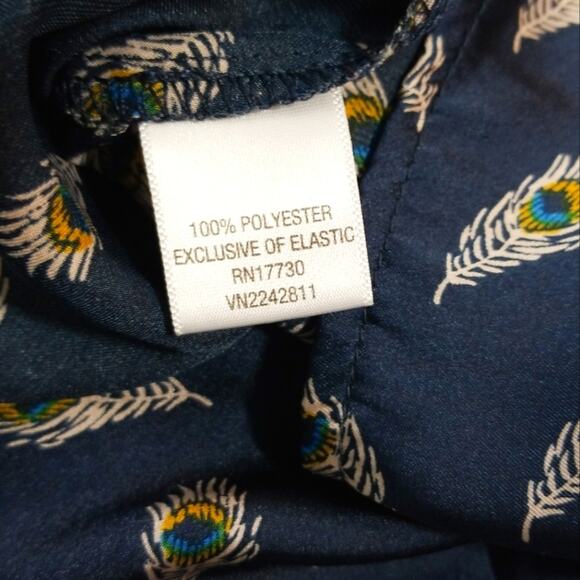 100% POLYESTER
EXCLUSIVE OF ELASTIC
RN17730
VN2242811